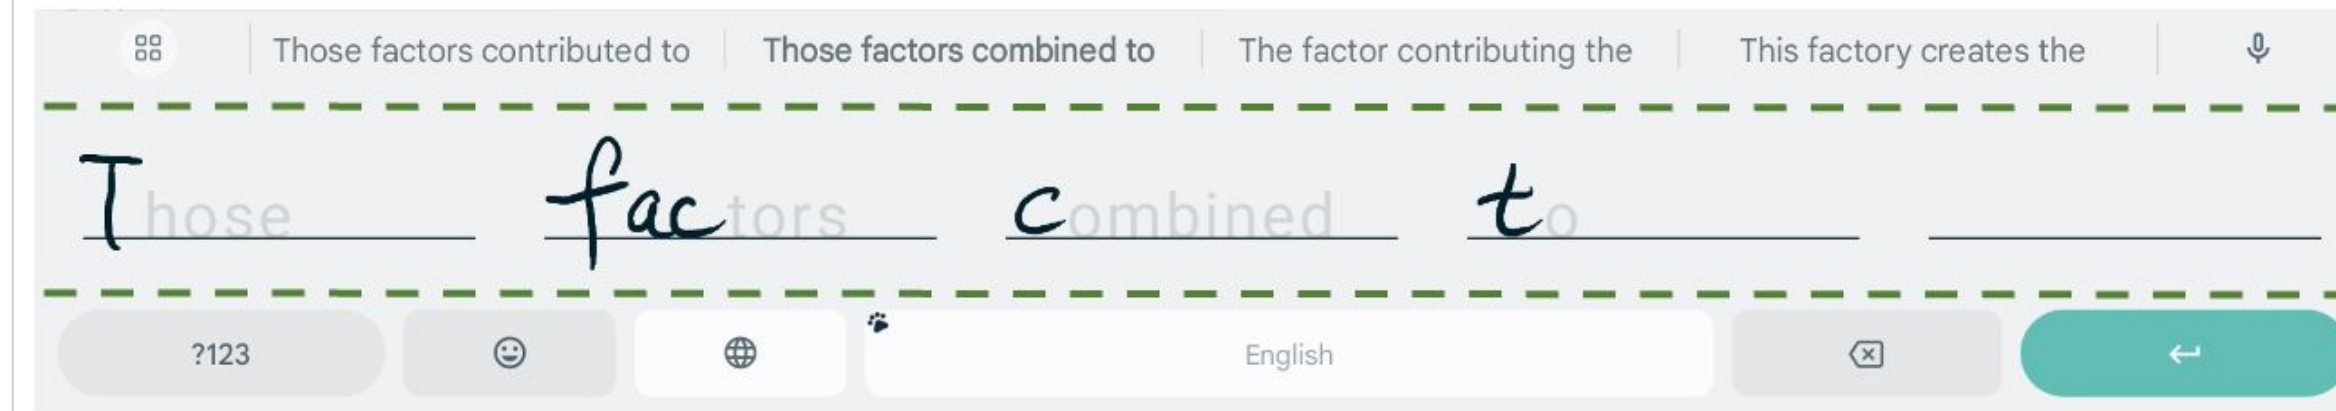 Those factors contributed to Those factors combined to The factor contributing the This factory creates the
Those factors combined to
?123 English